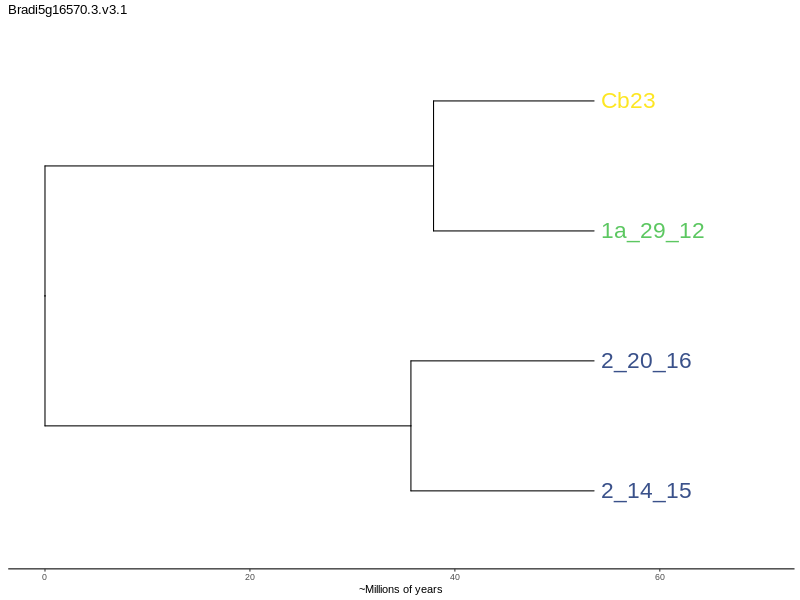 Bradi5g16570.3.v3.1
Cb23
1a_29_12
2_20_16
2_14_15
0 20 40 60
~Millions of years